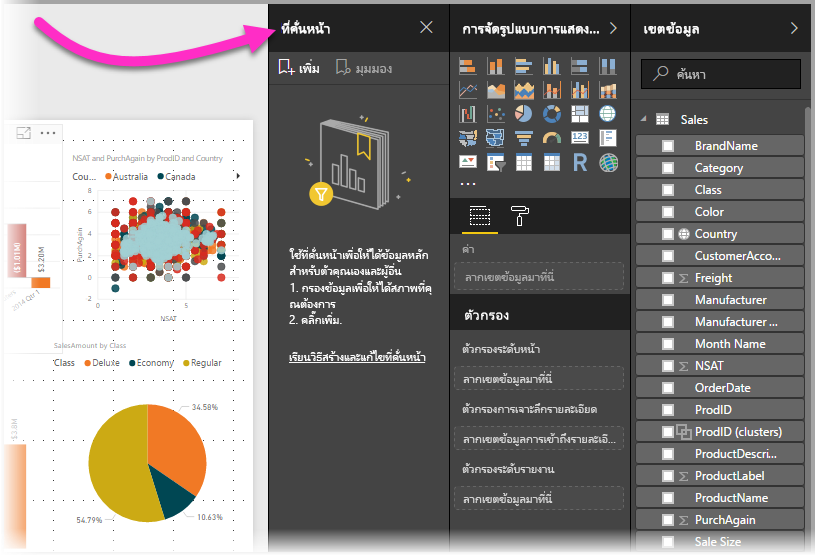 NSAT and PurchAgain by ProdID and Country
Cou... Australia Canada
8
6
4
2
0
-2
PurchAgain
0 5
NSAT
($1.01M)
$3.20M
2014 Qtr 1
SalesAmount by Class
Class Deluxe Economy Regular
34.58%
10.63%
54.79%
~$3.8M
ที่คั่นหน้า
เพิ่ม มุมมอง
ใช้ที่คั่นหน้าเพื่อให้ได้ข้อมูลหลัก
สำหรับตัวคุณเองและผู้อื่น
1. กรองข้อมูลเพื่อให้ได้สภาพที่คุ
ณต้องการ
2. คลิ๊กเพิ่ม.
เรียนวิธีสร้างและแก้ไขที่คั่นหน้า
การจัดรูปแบบการแสดง...
123
R
ค่า
ลากเขตข้อมูลมาที่นี่
ตัวกรอง
ตัวกรองระดับหน้า
ลากเขตข้อมูลมาที่นี่
ตัวกรองการเจาะลึกรายละเอียด
ลากเขตข้อมูลการเข้าถึงรายละเอี...
ตัวกรองระดับรายงาน
ลากเขตข้อมูลมาที่นี่
เขตข้อมูล
ค้นหา
Sales
BrandName
Category
Class
Color
Country
CustomerAcco...
Freight
Manufacturer
Manufacturer ...
Month Name
NSAT
OrderDate
ProdID
ProdID (clusters)
ProductDescri...
ProductLabel
ProductName
PurchAgain
Sale Size